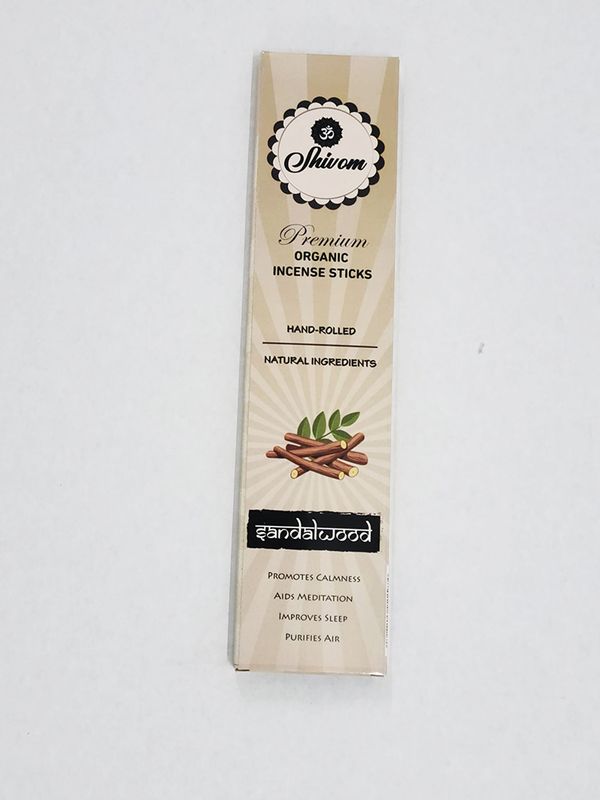 ॐ
Shivom
Premium
ORGANIC
INCENSE STICKS
HAND-ROLLED
NATURAL INGREDIENTS
sandalwood
PROMOTES CALMNESS
AIDS MEDITATION
IMPROVES SLEEP
PURIFIES AIR